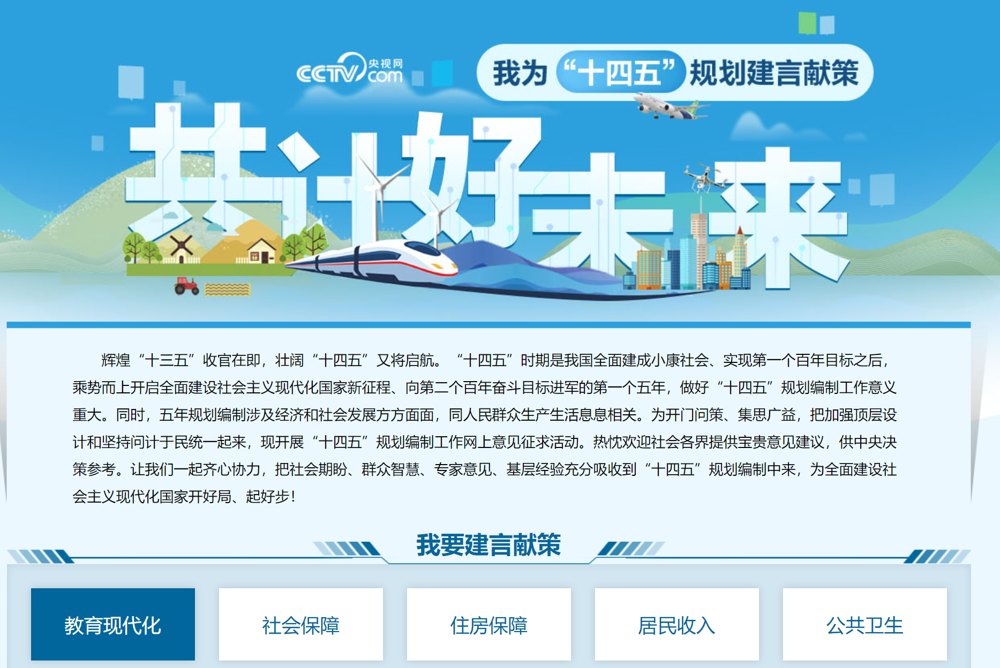 CCTV.com 央视网
我为“十四五”规划建言献策
共计好未来
辉煌“十三五”收官在即，壮阔“十四五”又将启航。“十四五”时期是我国全面建成小康社会、实现第一个百年目标之后，
乘势而上开启全面建设社会主义现代化国家新征程、向第二个百年奋斗目标进军的第一个五年，做好“十四五”规划编制工作意义
重大。同时，五年规划编制涉及经济和社会发展方方面面，同人民群众生产生活息息相关。为开门问策、集思广益，把加强顶层设
计和坚持问计于民统一起来，现开展“十四五”规划编制工作网上意见征求活动。热忱欢迎社会各界提供宝贵意见建议，供中央决
策参考。让我们一起齐心协力，把社会期盼、群众智慧、专家意见、基层经验充分吸收到“十四五”规划编制中来，为全面建设社
会主义现代化国家开好局、起好步！
我要建言献策
教育现代化
社会保障
住房保障
居民收入
公共卫生